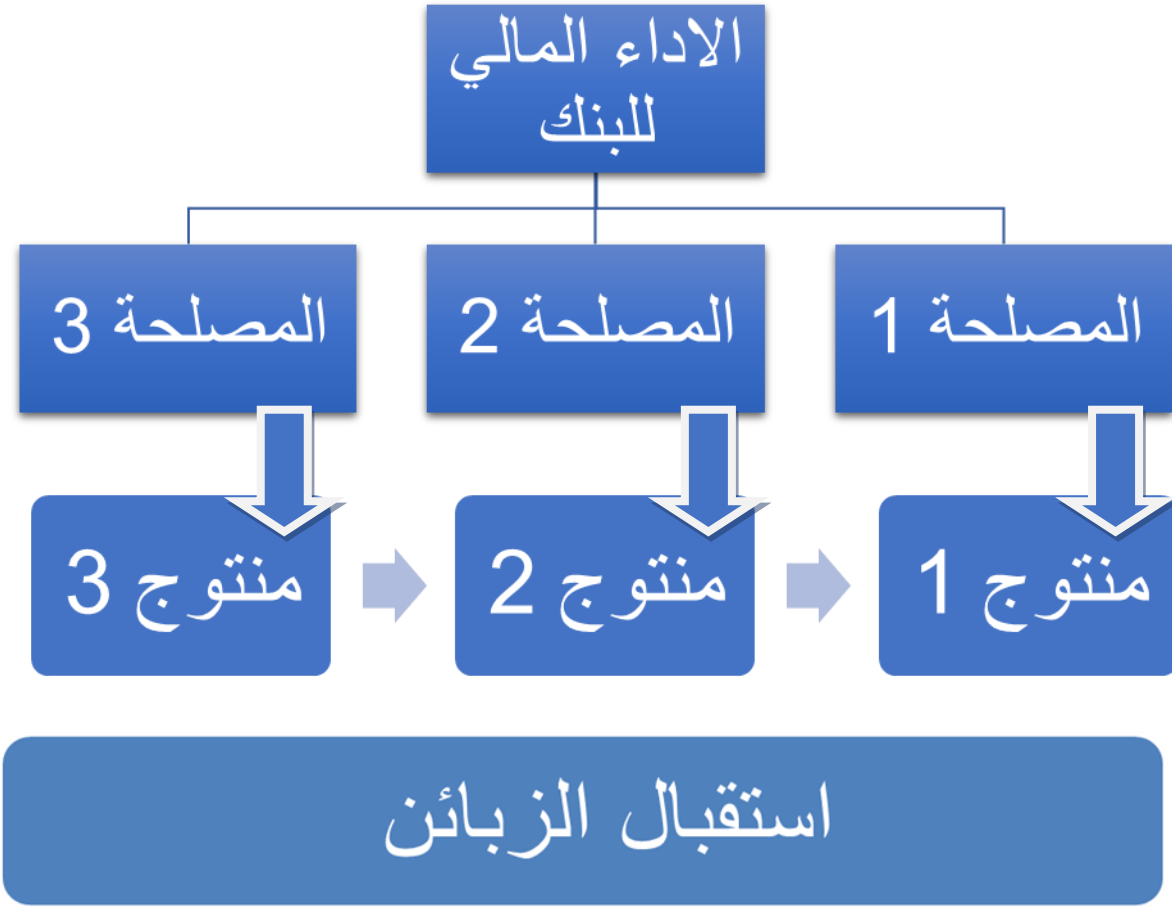 الاداء المالي
للبنك
المصلحة 1
المصلحة 2
المصلحة 3
منتوج 1
منتوج 2
منتوج 3
استقبال الزبائن